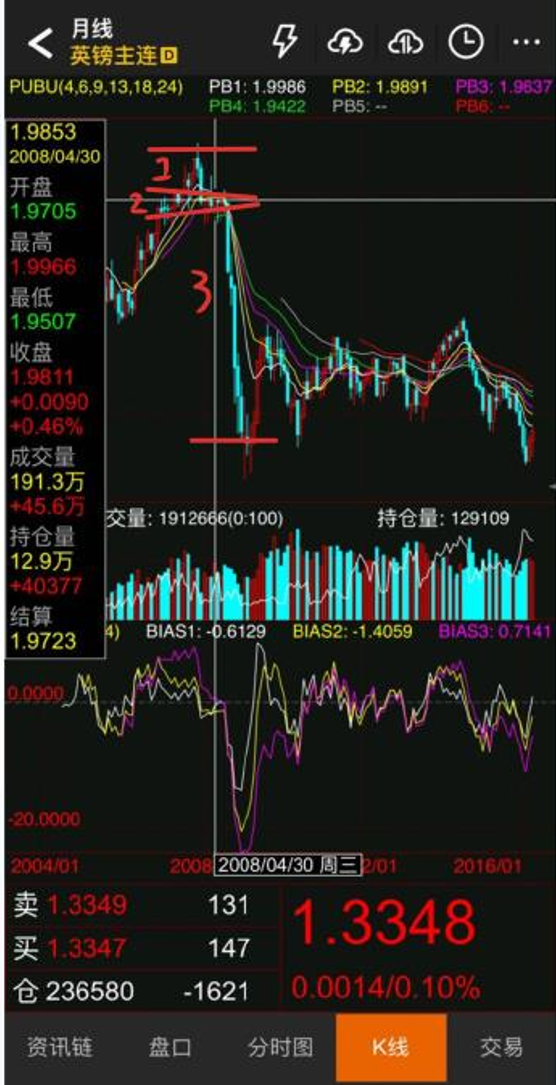 月线
英镑主连D
PUBU(4,6,9,13,18,24) PB1: 1.9986 PB2: 1.9891 PB3: 1.9637
PB4: 1.9422 PB5: -- PB6: --
1.9853
2008/04/30
开盘
1.9705
最高
1.9966
最低
1.9507
收盘
1.9811
+0.0090
+0.46%
成交量
191.3万
+45.6万
持仓量
12.9万
+40377
结算
1.9723
1
2
3
交量: 1912666(0:100) 持仓量: 129109
4) BIAS1: -0.6129 BIAS2: -1.4059 BIAS3: 0.7141
0.0000
-20.0000
2004/01 2008 2008/04/30 周三 2/01 2016/01
卖 1.3349 131
买 1.3347 147
仓 236580 -1621
1.3348
0.0014/0.10%
资讯链 盘口 分时图 K线 交易